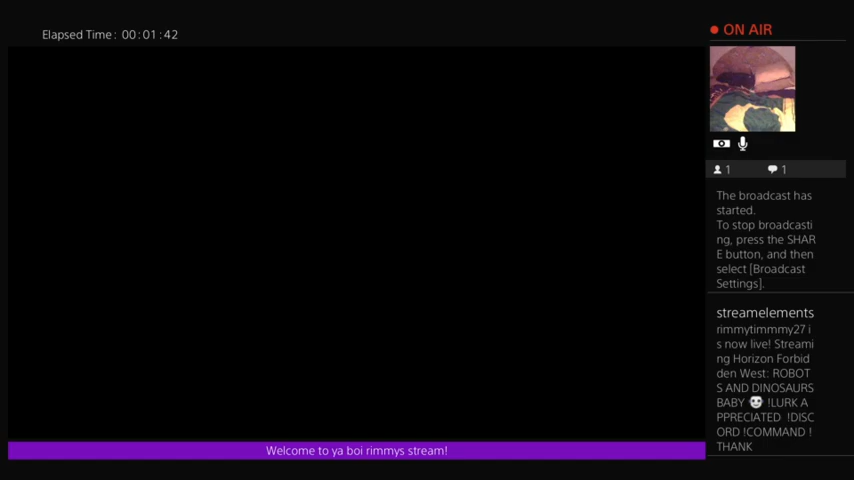 Elapsed Time: 00:01:42
ON AIR
1 1
The broadcast has
started.
To stop broadcasti
ng, press the SHAR
E button, and then
select [Broadcast
Settings].
streamelements
rimmytimmmy27 i
s now live! Streami
ng Horizon Forbid
den West: ROBOT
S AND DINOSAURS
BABY 💀 !LURK A
PPRECIATED !DISC
ORD !COMMAND !
THANK
Welcome to ya boi rimmys stream!